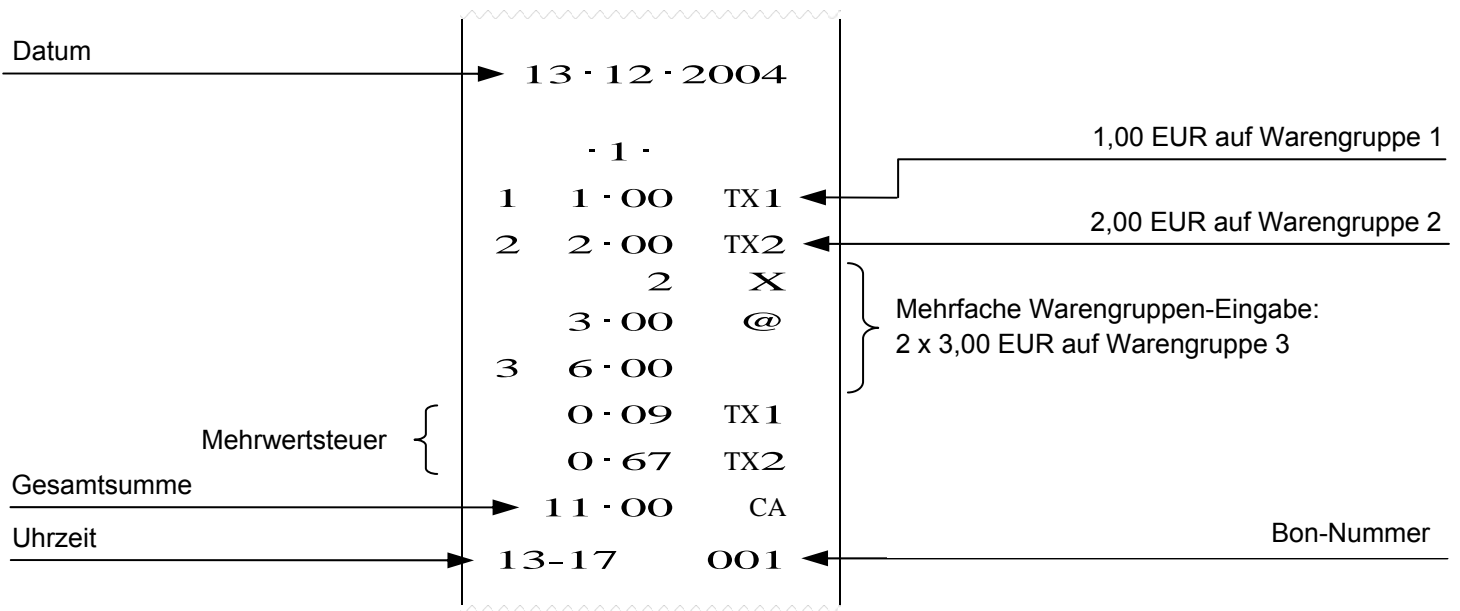 Datum
13-12-2004
-1-
1,00 EUR auf Warengruppe 1
1 1-00 TX1
2,00 EUR auf Warengruppe 2
2 2-00 TX2
2 X
3-00 @
3 6-00
Mehrfache Warengruppen-Eingabe:
2 x 3,00 EUR auf Warengruppe 3
Mehrwertsteuer
0-09 TX1
0-67 TX2
Gesamtsumme
11-00 CA
Uhrzeit
13-17 001
Bon-Nummer